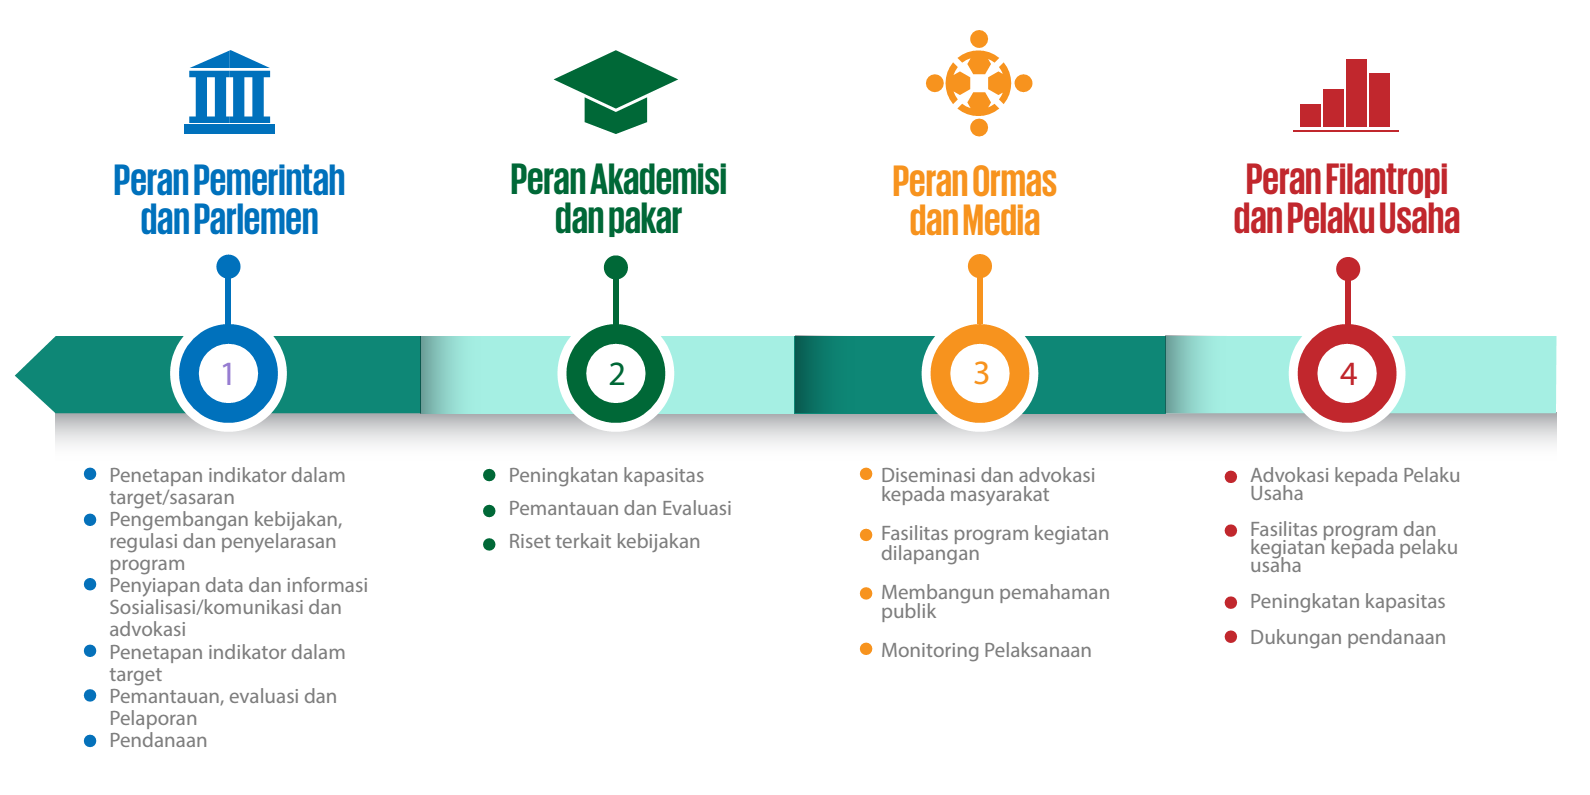 Peran Pemerintah
dan Parlemen
Peran Akademisi
dan pakar
Peran Ormas
dan Media
Peran Filantropi
dan Pelaku Usaha
1
2
3
4
Penetapan indikator dalam
target/sasaran
Pengembangan kebijakan,
regulasi dan penyelarasan
program
Penyiapan data dan informasi
Sosialisasi/komunikasi dan
advokasi
Penetapan indikator dalam
target
Pemantauan, evaluasi dan
Pelaporan
Pendanaan
Peningkatan kapasitas
Pemantauan dan Evaluasi
Riset terkait kebijakan
Diseminasi dan advokasi
kepada masyarakat
Fasilitas program kegiatan
dilapangan
Membangun pemahaman
publik
Monitoring Pelaksanaan
Advokasi kepada Pelaku
Usaha
Fasilitas program dan
kegiatan kepada pelaku
usaha
Peningkatan kapasitas
Dukungan pendanaan